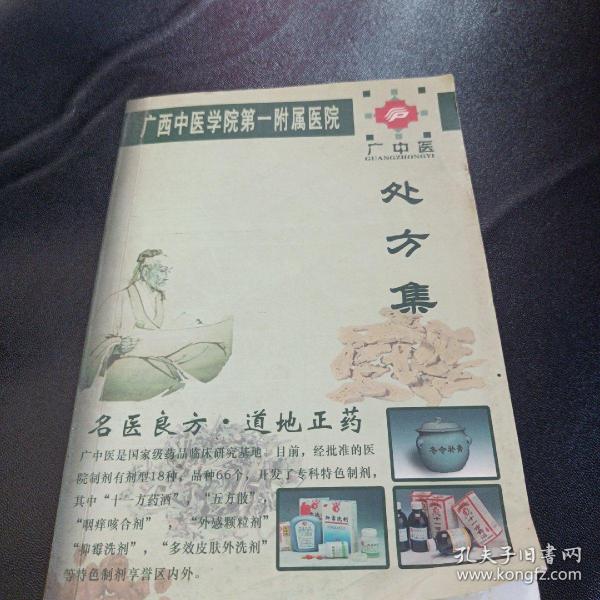 广西中医学院第一附属医院
广中医
GUANGZHONGYI
处方集
名医良方·道地正药
广中医是国家级药品临床研究基地。目前,经批准的医
院制剂有剂型18种,品种66个,开发了专科特色制剂,
其中“十一方药酒”,“五方散”,
“咽痒咳合剂”,“外感颗粒剂”
“抑霉洗剂”,“多效皮肤外洗剂”
等特色制剂享誉区内外。
冬令补膏
孔夫子旧书网
www.kongfz.com